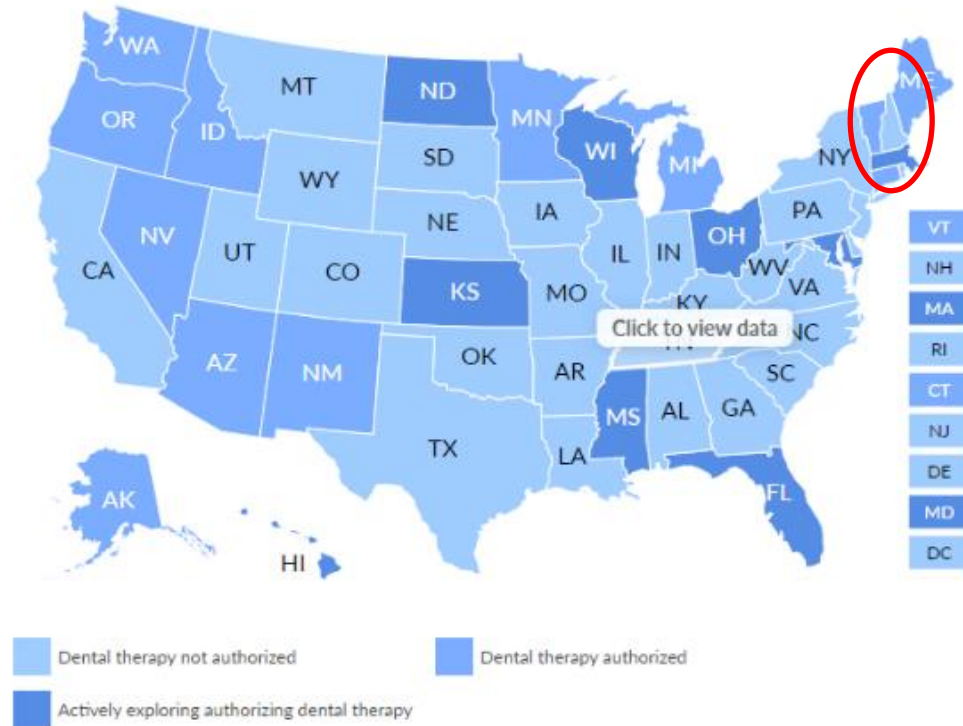 WA
MT
ND
MN
ME
OR
ID
SD
WI
MI
NY
WY
NV
UT
NE
IA
PA
CA
CO
KS
MO
IL
IN
OH
WV
VA
KY
Click to view data
NC
AZ
NM
OK
AR
SC
TX
LA
MS
AL
GA
AK
HI
FL
VT
NH
MA
RI
CT
NJ
DE
MD
DC
Dental therapy not authorized
Dental therapy authorized
Actively exploring authorizing dental therapy